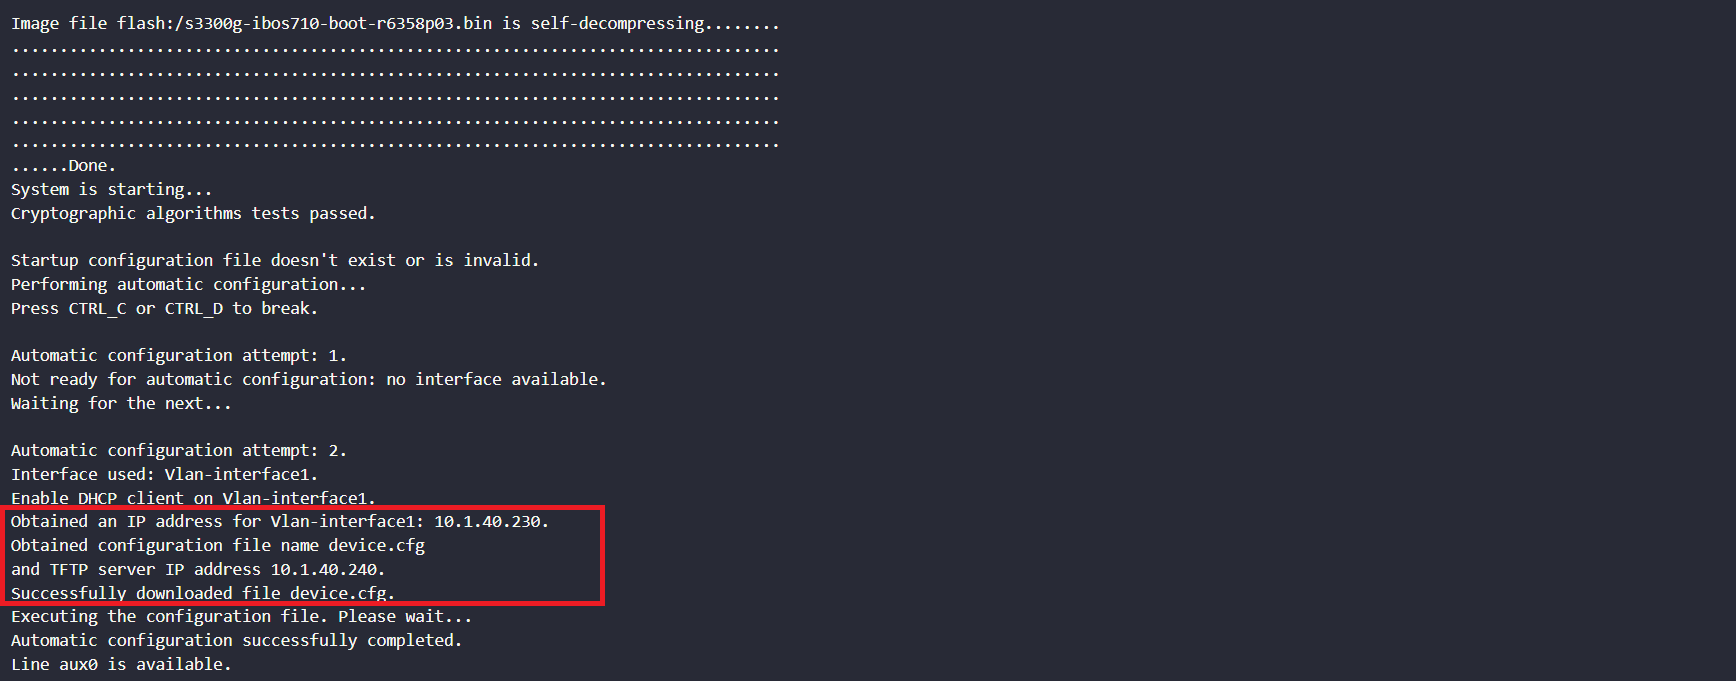 Image file flash:/s3300g-ibos710-boot-r6358p03.bin is self-decompressing........
................................................................................
................................................................................
................................................................................
................................................................................
................................................................................
......Done.
System is starting...
Cryptographic algorithms tests passed.
Startup configuration file doesn't exist or is invalid.
Performing automatic configuration...
Press CTRL_C or CTRL_D to break.
Automatic configuration attempt: 1.
Not ready for automatic configuration: no interface available.
Waiting for the next...
Automatic configuration attempt: 2.
Interface used: Vlan-interface1.
Enable DHCP client on Vlan-interface1.
Obtained an IP address for Vlan-interface1: 10.1.40.230.
Obtained configuration file name device.cfg
and TFTP server IP address 10.1.40.240.
Successfully downloaded file device.cfg.
Executing the configuration file. Please wait...
Automatic configuration successfully completed.
Line aux0 is available.